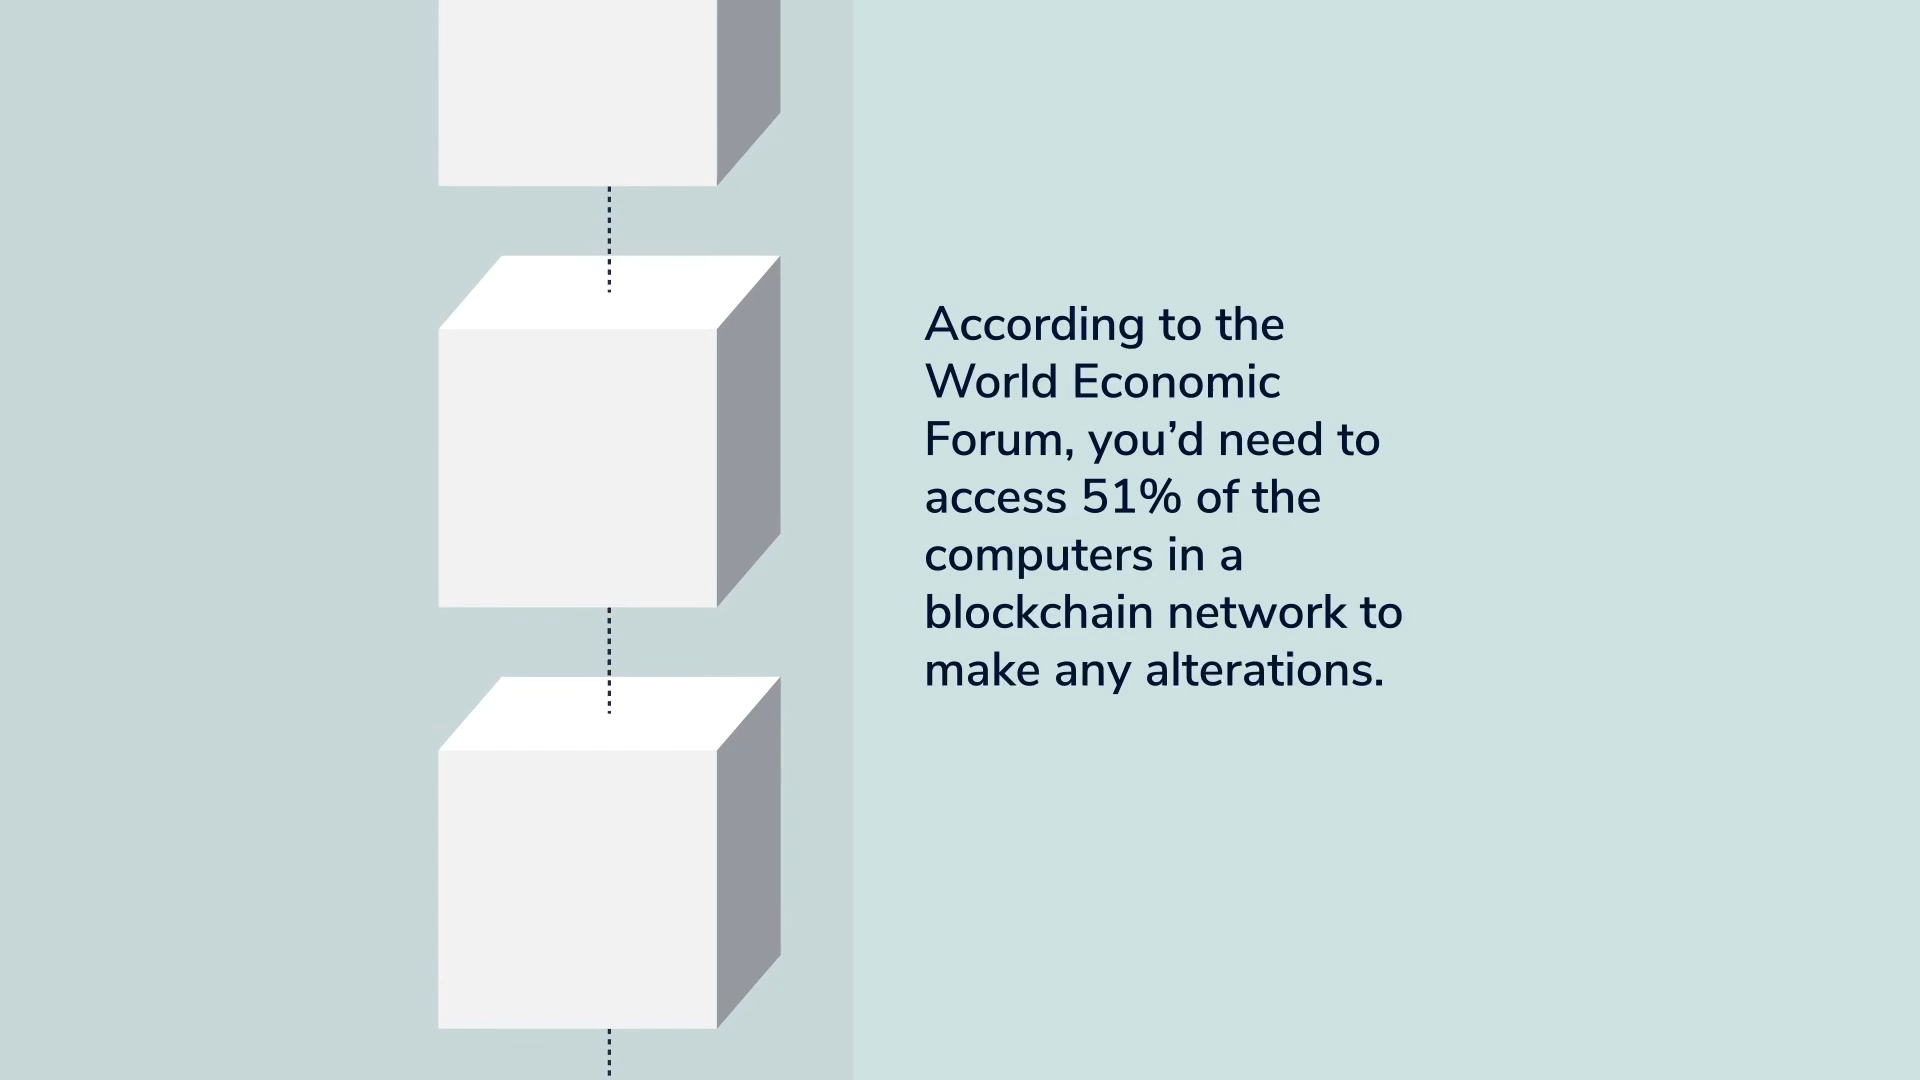 According to the
World Economic
Forum, you’d need to
access 51% of the
computers in a
blockchain network to
make any alterations.